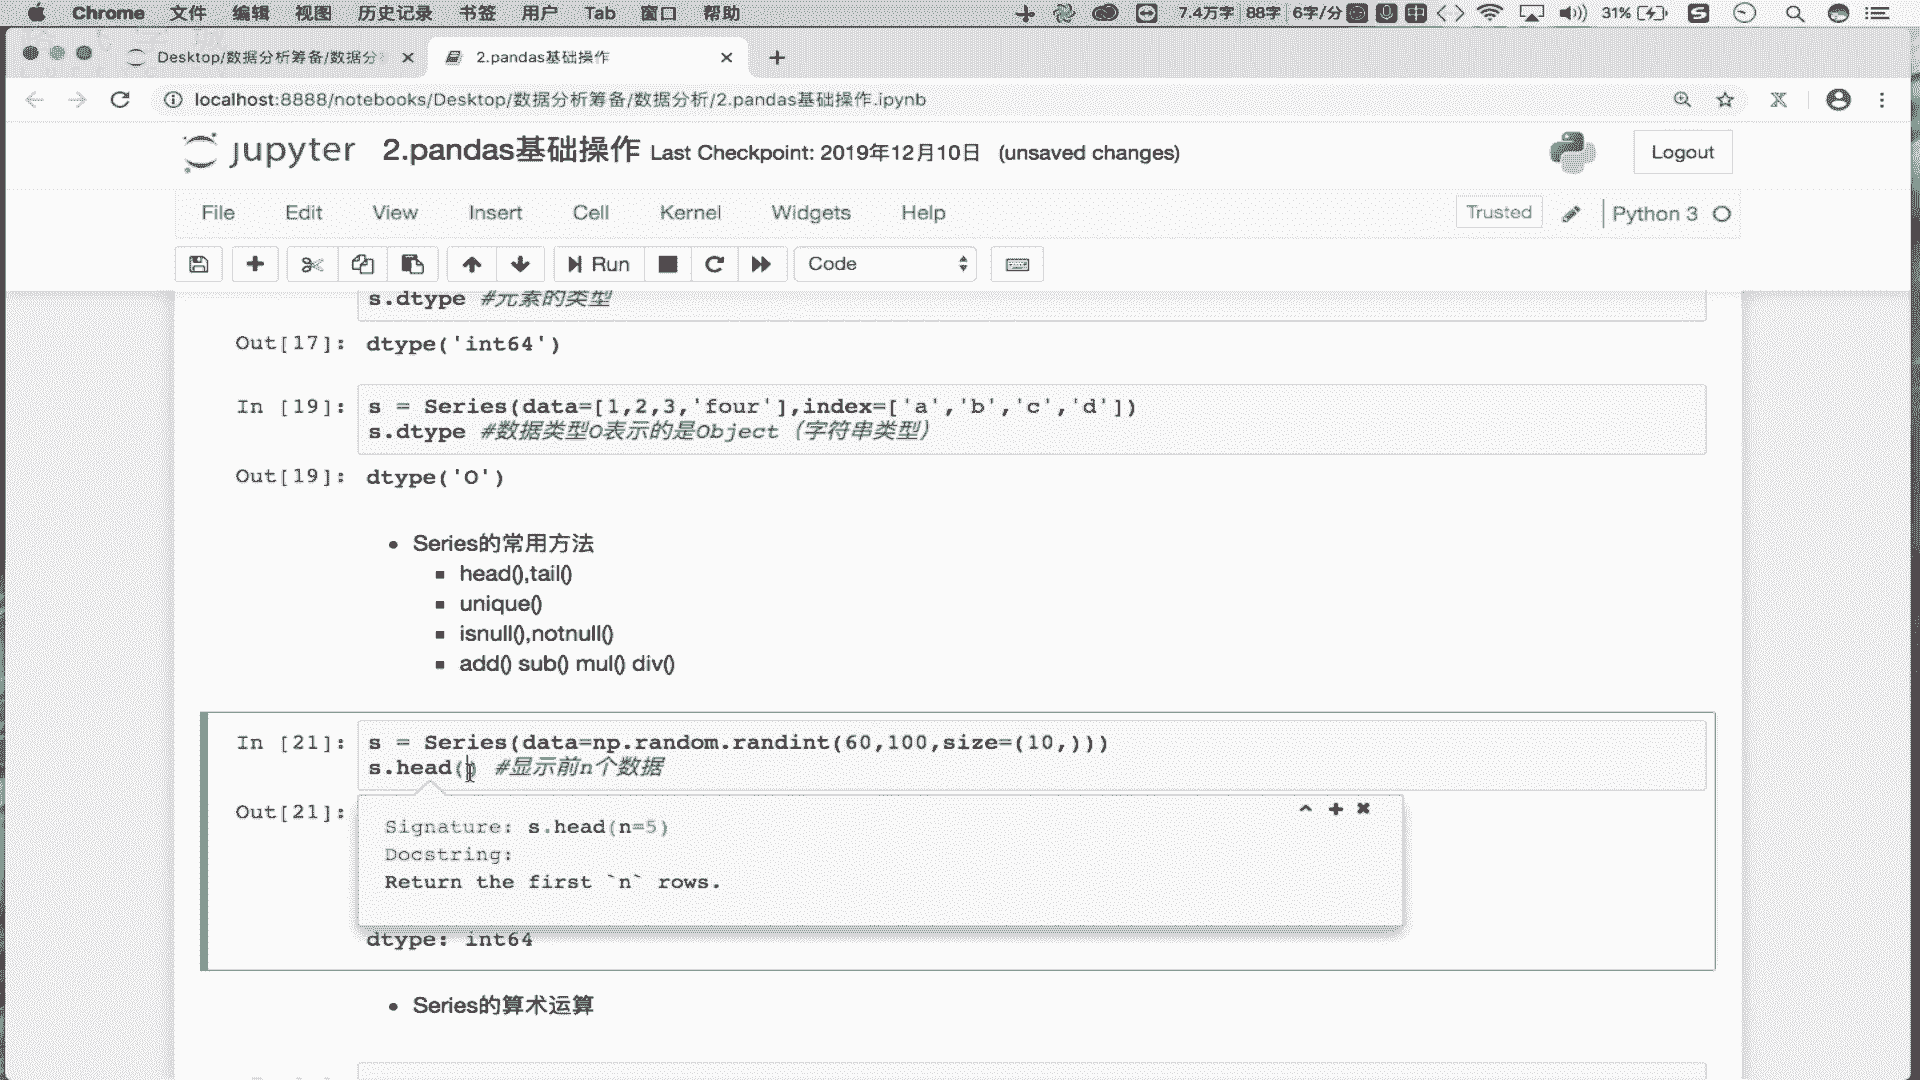 Chrome 文件 编辑 视图 历史记录 书签 用户 Tab 窗口 帮助 7.4万字 88字 6字/分 中 31%
Desktop/数据分析筹备/数据分 2.pandas基础操作
localhost:8888/notebooks/Desktop/数据分析筹备/数据分析/2.pandas基础操作.ipynb
jupyter 2.pandas基础操作 Last Checkpoint: 2019年12月10日 (unsaved changes) Logout
File Edit View Insert Cell Kernel Widgets Help Trusted Python 3
Run Code
s.dtype #元素的类型
Out[17]: dtype('int64')
In [19]: s = Series(data=[1,2,3,'four'],index=['a','b','c','d'])
s.dtype #数据类型O表示的是Object（字符串类型）
Out[19]: dtype('O')
Series的常用方法
head(),tail()
unique()
isnull(),notnull()
add() sub() mul() div()
In [21]: s = Series(data=np.random.randint(60,100,size=(10,)))
s.head() #显示前n个数据
Out[21]:
Signature: s.head(n=5)
Docstring:
Return the first `n` rows.
dtype: int64
Series的算术运算